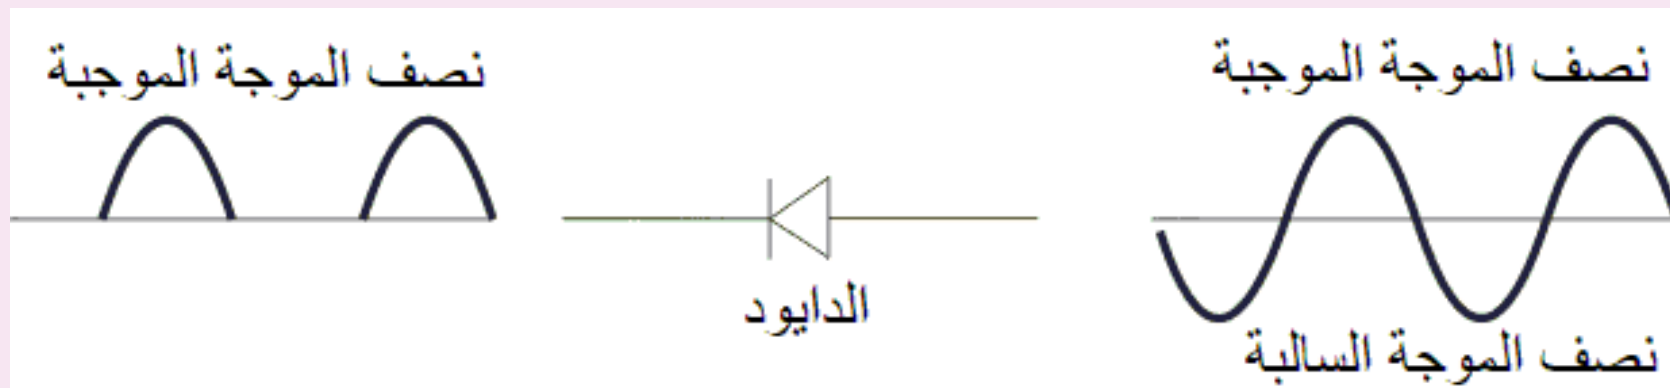 نصف الموجة الموجبة
نصف الموجة السالبة
الدايود
نصف الموجة الموجبة